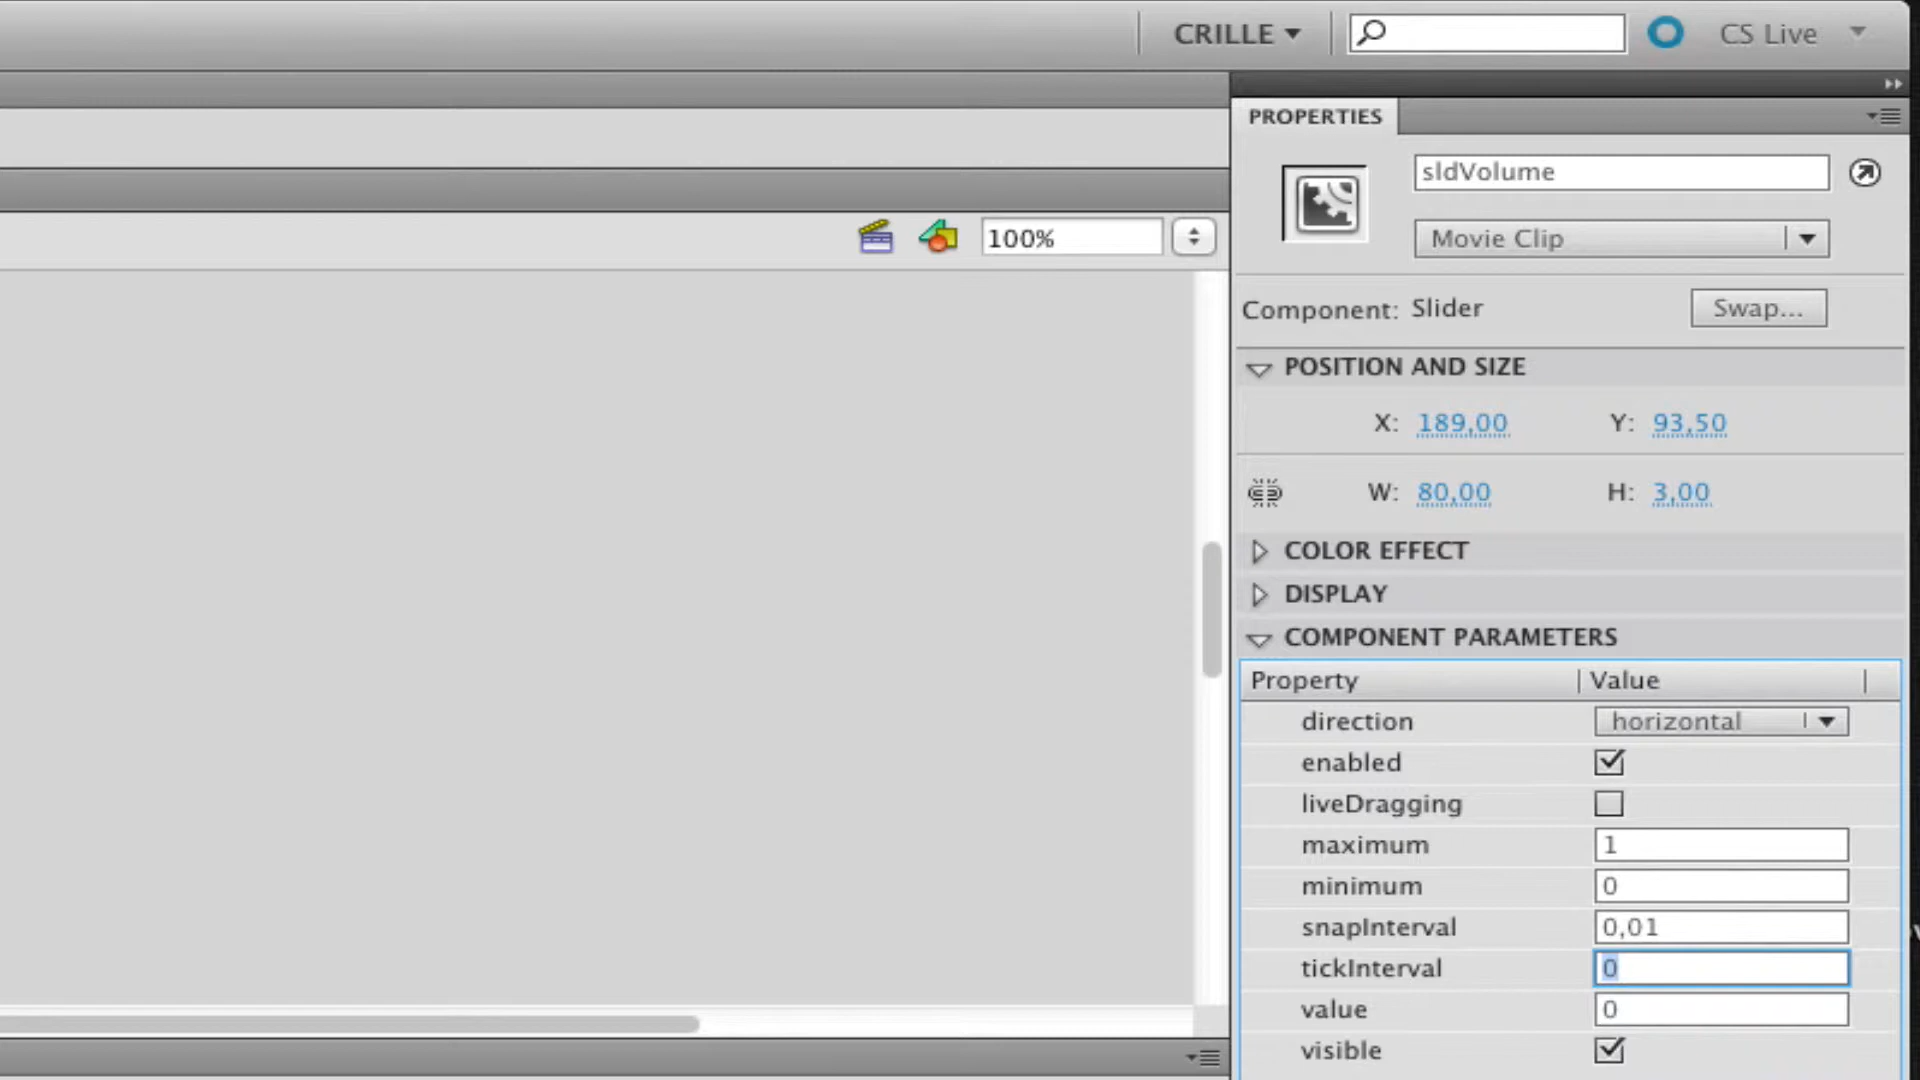 CRILLE
CS Live
PROPERTIES
sldVolume
100%
Movie Clip
Component: Slider
Swap...
POSITION AND SIZE
X: 189,00 Y: 93,50
W: 80,00 H: 3,00
COLOR EFFECT
DISPLAY
COMPONENT PARAMETERS
Property Value
direction horizontal
enabled
liveDragging
maximum 1
minimum 0
snapInterval 0,01
tickInterval 0
value 0
visible